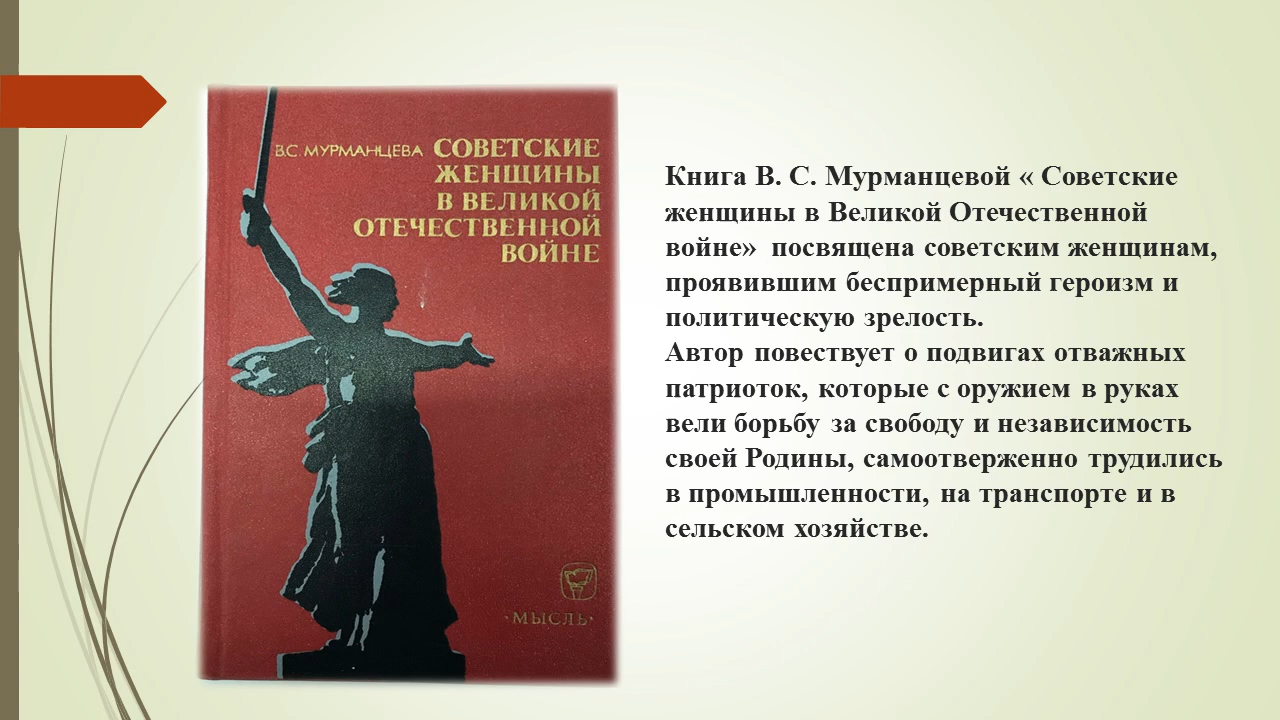 В.С. МУРМАНЦЕВА СОВЕТСКИЕ
ЖЕНЩИНЫ
В ВЕЛИКОЙ
ОТЕЧЕСТВЕННОЙ
ВОЙНЕ
·МЫСЛЬ·
Книга В. С. Мурманцевой « Советские
женщины в Великой Отечественной
войне» посвящена советским женщинам,
проявившим беспримерный героизм и
политическую зрелость.
Автор повествует о подвигах отважных
патриоток, которые с оружием в руках
вели борьбу за свободу и независимость
своей Родины, самоотверженно трудились
в промышленности, на транспорте и в
сельском хозяйстве.